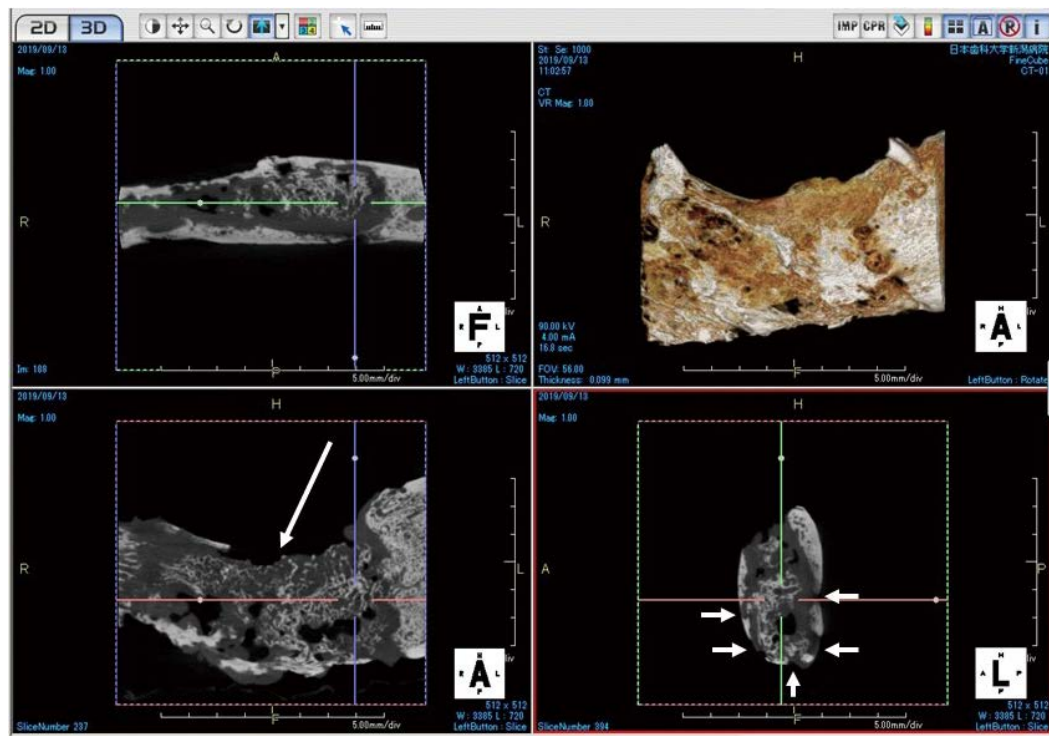 2D 3D
IMP CPR A R i
2019/09/13
Mag: 1.00
A
R
L
Im: 188
P
5.00mm/div
A
R F L
P
512 x 512
W : 3385 L : 720
LeftButton : Slice
St: Se: 1000
2019/09/13
11:02:57
CT
VR Mag: 1.00
H
日本歯科大学新潟病院
FineCube
CT-01
R
L
90.00 kV
4.00 mA
16.8 sec
FOV: 56.00
Thickness: 0.099 mm
F
5.00mm/div
H
R A L
F
LeftButton : Rotate
2019/09/13
Mag: 1.00
H
R
L
SliceNumber 237
F
5.00mm/div
R A L
512 x 512
W : 3385 L : 720
LeftButton : Slice
2019/09/13
Mag: 1.00
H
A
P
SliceNumber 394
F
5.00mm/div
H
A L P
512 x 512
W : 3385 L : 720
LeftButton : Slice